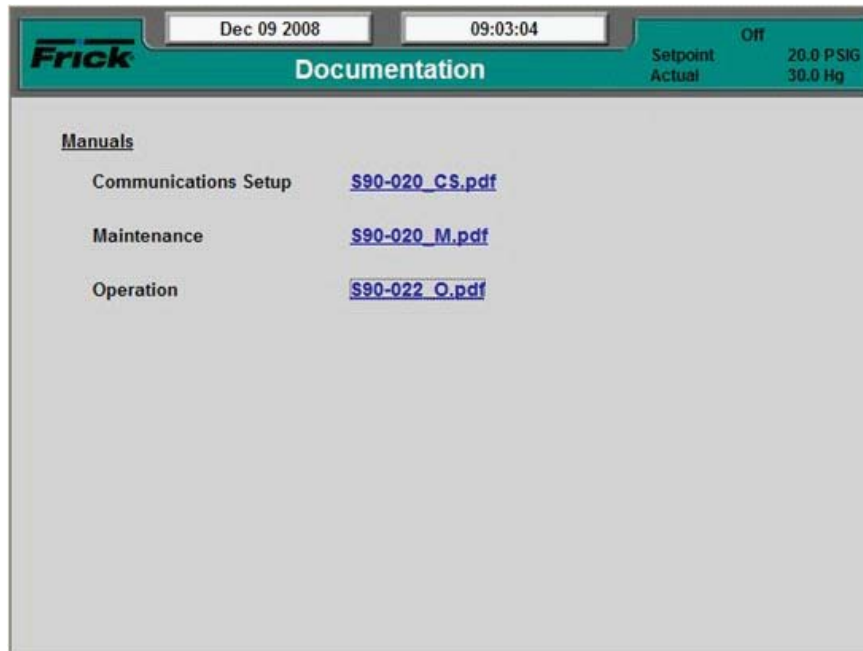 Dec 09 2008 09:03:04
Frick
Documentation
Off
Setpoint 20.0 PSIG
Actual 30.0 Hg
Manuals
Communications Setup S90-020_CS.pdf
Maintenance S90-020_M.pdf
Operation S90-022_O.pdf